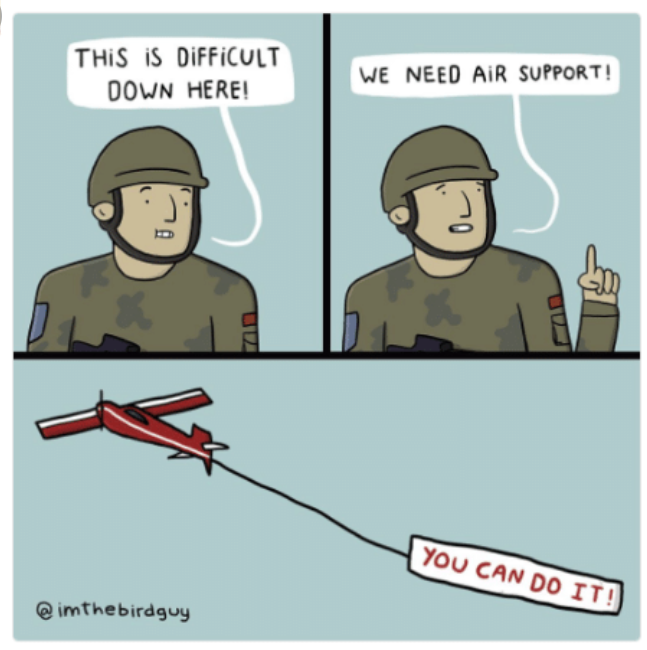 THIS IS DIFFICULT
DOWN HERE!
WE NEED AIR SUPPORT!
YOU CAN DO IT!
@imthebirdguy